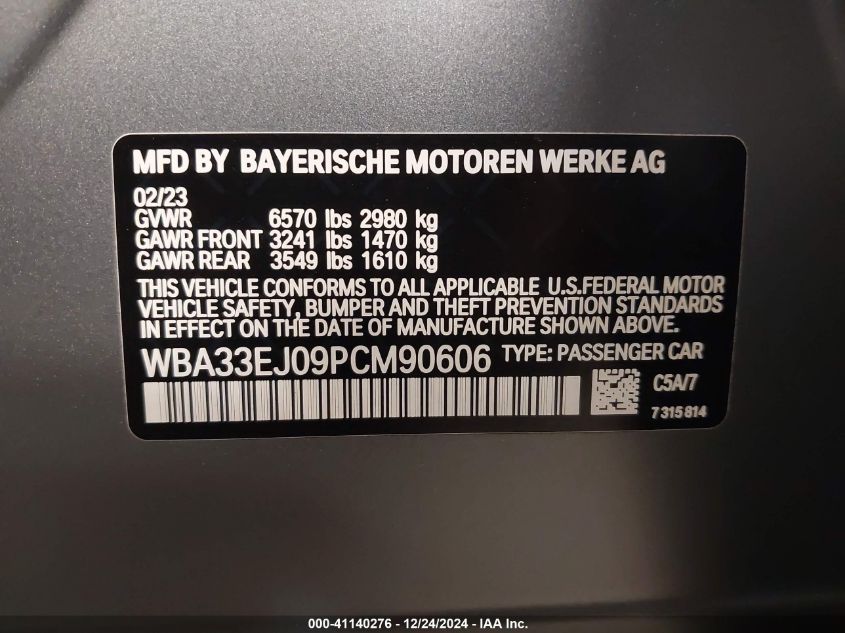 MFD BY BAYERISCHE MOTOREN WERKE AG
02/23
GVWR 6570 lbs 2980 kg
GAWR FRONT 3241 lbs 1470 kg
GAWR REAR 3549 lbs 1610 kg
THIS VEHICLE CONFORMS TO ALL APPLICABLE U.S.FEDERAL MOTOR
VEHICLE SAFETY, BUMPER AND THEFT PREVENTION STANDARDS
IN EFFECT ON THE DATE OF MANUFACTURE SHOWN ABOVE.
WBA33EJ09PCM90606 TYPE: PASSENGER CAR
C5A/7
7 315 814
000-41140276 - 12/24/2024 - IAA Inc.